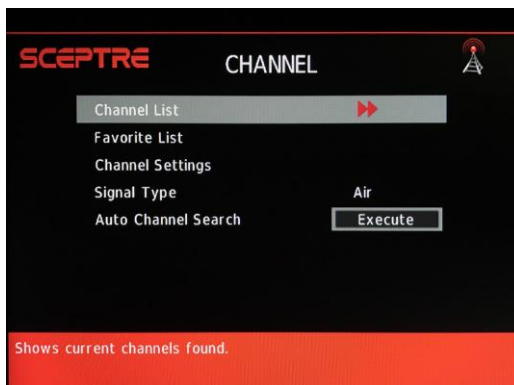 SCEPTRE CHANNEL
Channel List
Favorite List
Channel Settings
Signal Type Air
Auto Channel Search Execute
Shows current channels found.